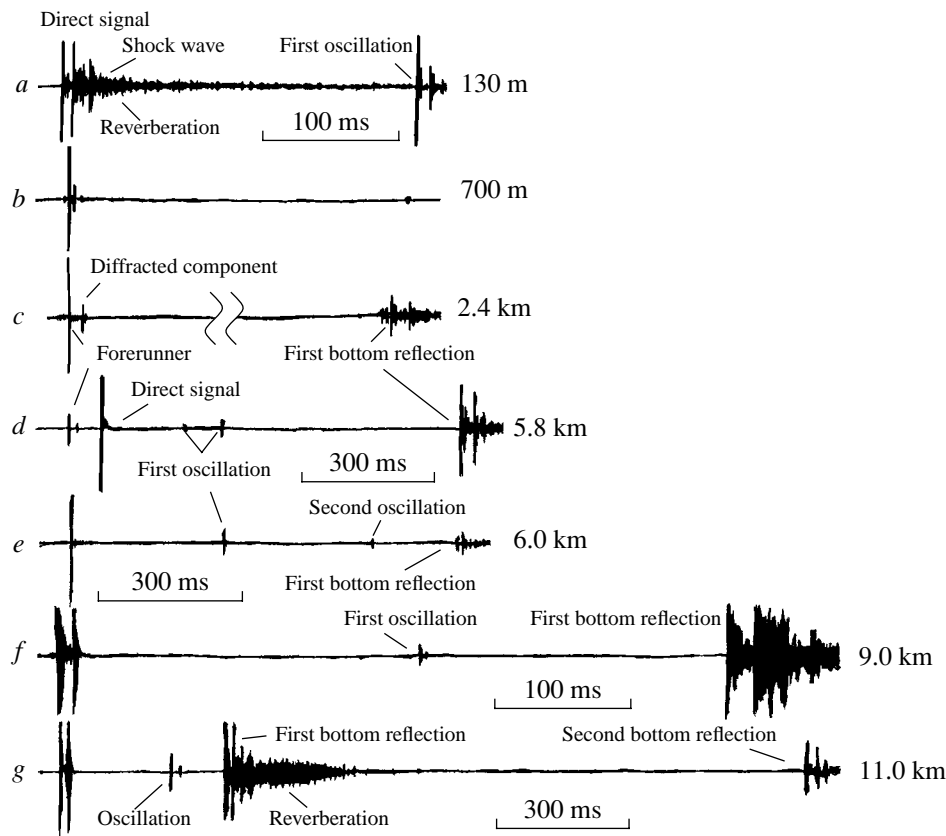 Direct signal
Shock wave
First oscillation
a
130 m
Reverberation
100 ms
b
700 m
Diffracted component
c
2.4 km
Forerunner
First bottom reflection
Direct signal
d
5.8 km
First oscillation
300 ms
Second oscillation
e
6.0 km
300 ms
First bottom reflection
First oscillation
First bottom reflection
f
9.0 km
100 ms
First bottom reflection
Second bottom reflection
g
11.0 km
Oscillation
Reverberation
300 ms